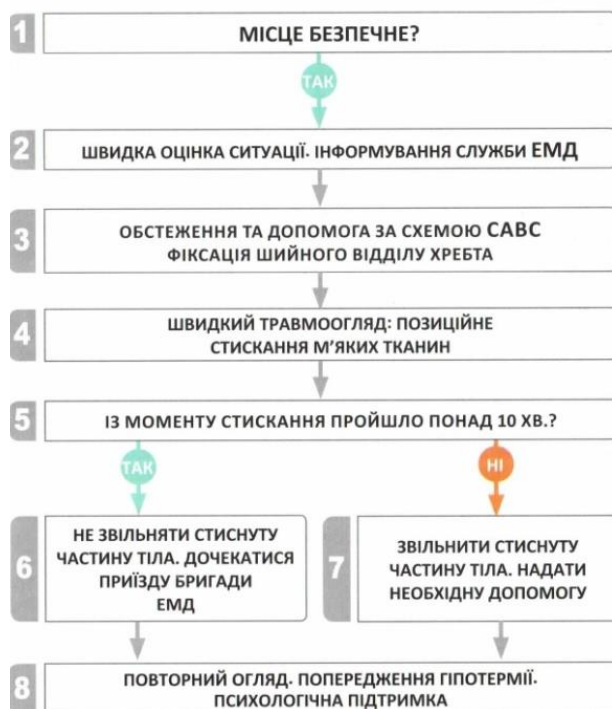 1
МІСЦЕ БЕЗПЕЧНЕ?
ТАК
2
ШВИДКА ОЦІНКА СИТУАЦІЇ. ІНФОРМУВАННЯ СЛУЖБИ ЕМД
3
ОБСТЕЖЕННЯ ТА ДОПОМОГА ЗА СХЕМОЮ САВС
ФІКСАЦІЯ ШИЙНОГО ВІДДІЛУ ХРЕБТА
4
ШВИДКИЙ ТРАВМООГЛЯД: ПОЗИЦІЙНЕ
СТИСКАННЯ М'ЯКИХ ТКАНИН
5
ІЗ МОМЕНТУ СТИСКАННЯ ПРОЙШЛО ПОНАД 10 ХВ.?
ТАК
НІ
6
НЕ ЗВІЛЬНЯТИ СТИСНУТУ
ЧАСТИНУ ТІЛА. ДОЧЕКАТИСЯ
ПРИЇЗДУ БРИГАДИ
ЕМД
7
ЗВІЛЬНИТИ СТИСНУТУ
ЧАСТИНУ ТІЛА. НАДАТИ
НЕОБХІДНУ ДОПОМОГУ
8
ПОВТОРНИЙ ОГЛЯД. ПОПЕРЕДЖЕННЯ ГІПОТЕРМІЇ.
ПСИХОЛОГІЧНА ПІДТРИМКА